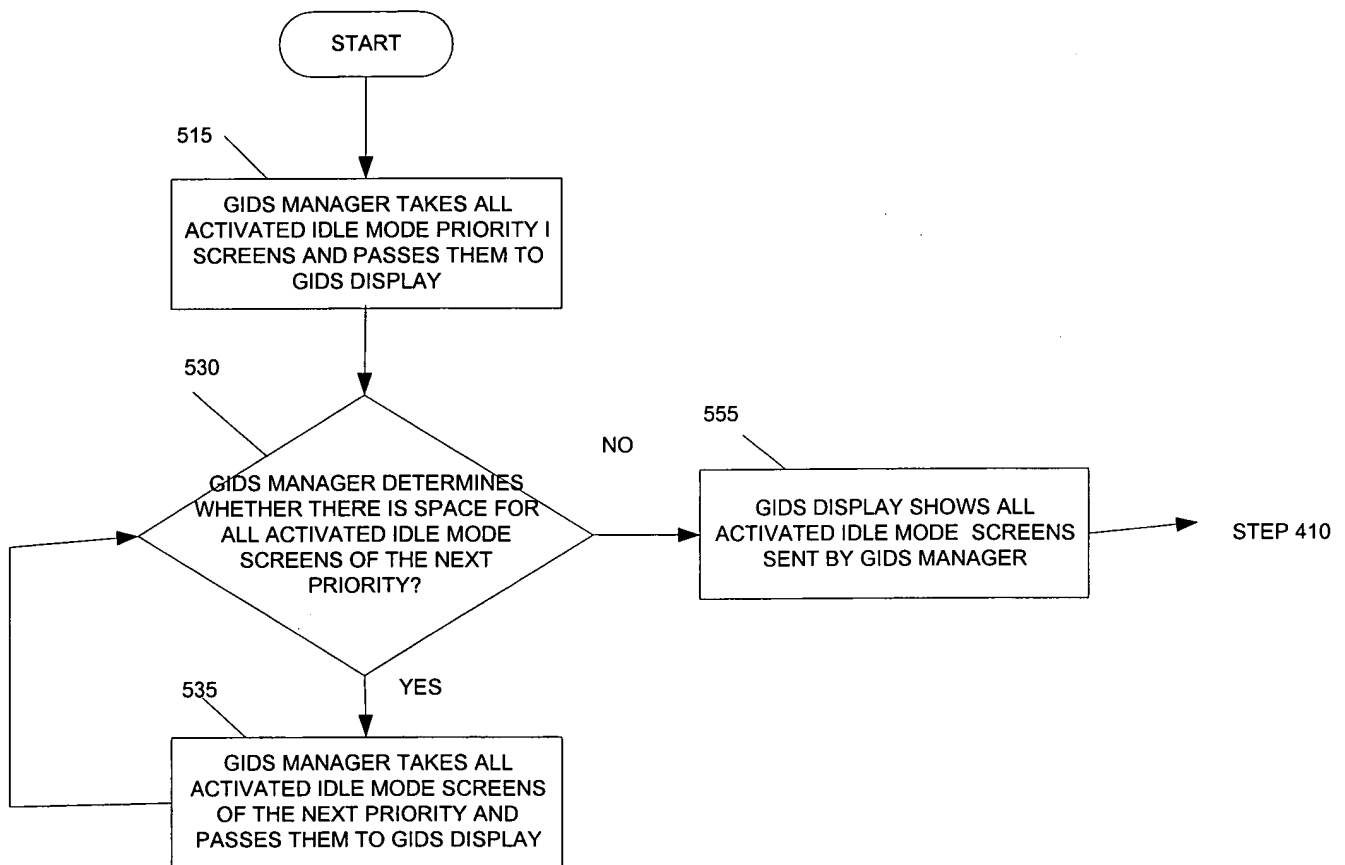 START
515
GIDS MANAGER TAKES ALL
ACTIVATED IDLE MODE PRIORITY I
SCREENS AND PASSES THEM TO
GIDS DISPLAY
530
GIDS MANAGER DETERMINES
WHETHER THERE IS SPACE FOR
ALL ACTIVATED IDLE MODE
SCREENS OF THE NEXT
PRIORITY?
NO
555
GIDS DISPLAY SHOWS ALL
ACTIVATED IDLE MODE SCREENS
SENT BY GIDS MANAGER
STEP 410
YES
535
GIDS MANAGER TAKES ALL
ACTIVATED IDLE MODE SCREENS
OF THE NEXT PRIORITY AND
PASSES THEM TO GIDS DISPLAY